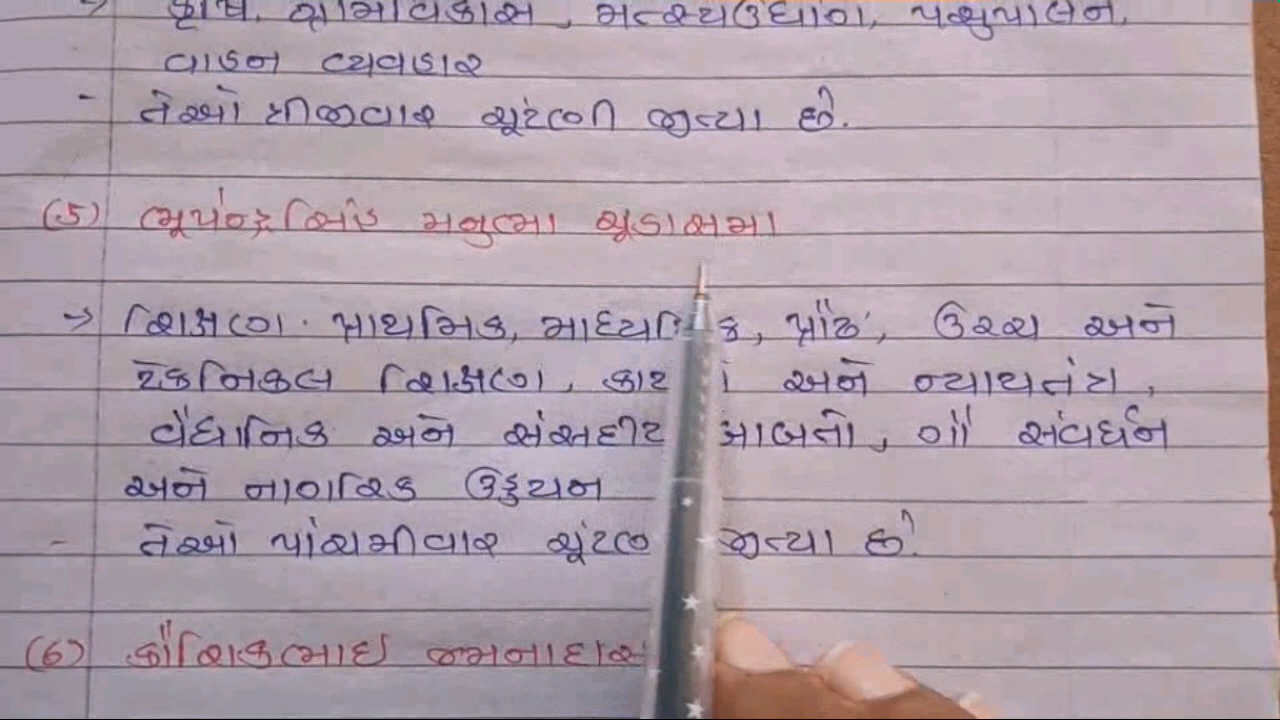 → કૃષિ, ગ્રામવિકાસ, મત્સ્યઉદ્યોગ, પશુપાલન,
વાહન વ્યવહાર
- તેઓ ત્રીજીવાર ચૂંટણી જીત્યા છે.
(5) ભૂપેન્દ્રસિંહ મનુભા ચૂડાસમા
→ શિક્ષણ. પ્રાથમિક, માધ્યમિક, પ્રૌઢ, ઉચ્ચ અને
ટેકનિકલ શિક્ષણ, અને ન્યાયતંત્ર,
વૈધાનિક અને સંસદીય બાબતો, ગૌ સંવર્ધન
અને નાગરિક ઉડ્ડયન
- તેઓ પાંચમીવાર ચૂંટણી જીત્યા છે.
(6) કૌશિકભાઇ જમનાદાસ